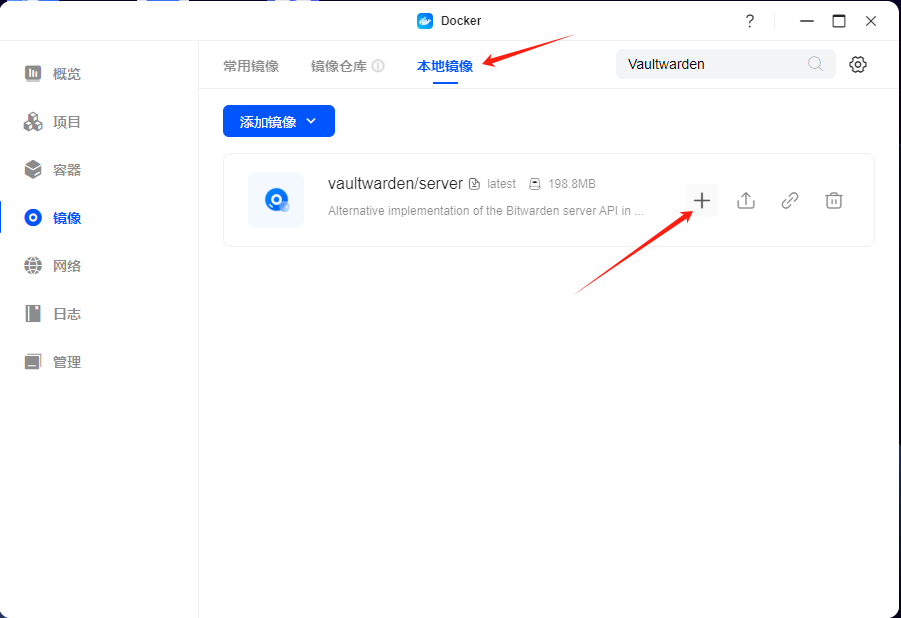 Docker
?
概览
项目
容器
镜像
网络
日志
管理
常用镜像 镜像仓库 本地镜像
Vaultwarden
添加镜像
vaultwarden/server latest 198.8MB
Alternative implementation of the Bitwarden server API in ...